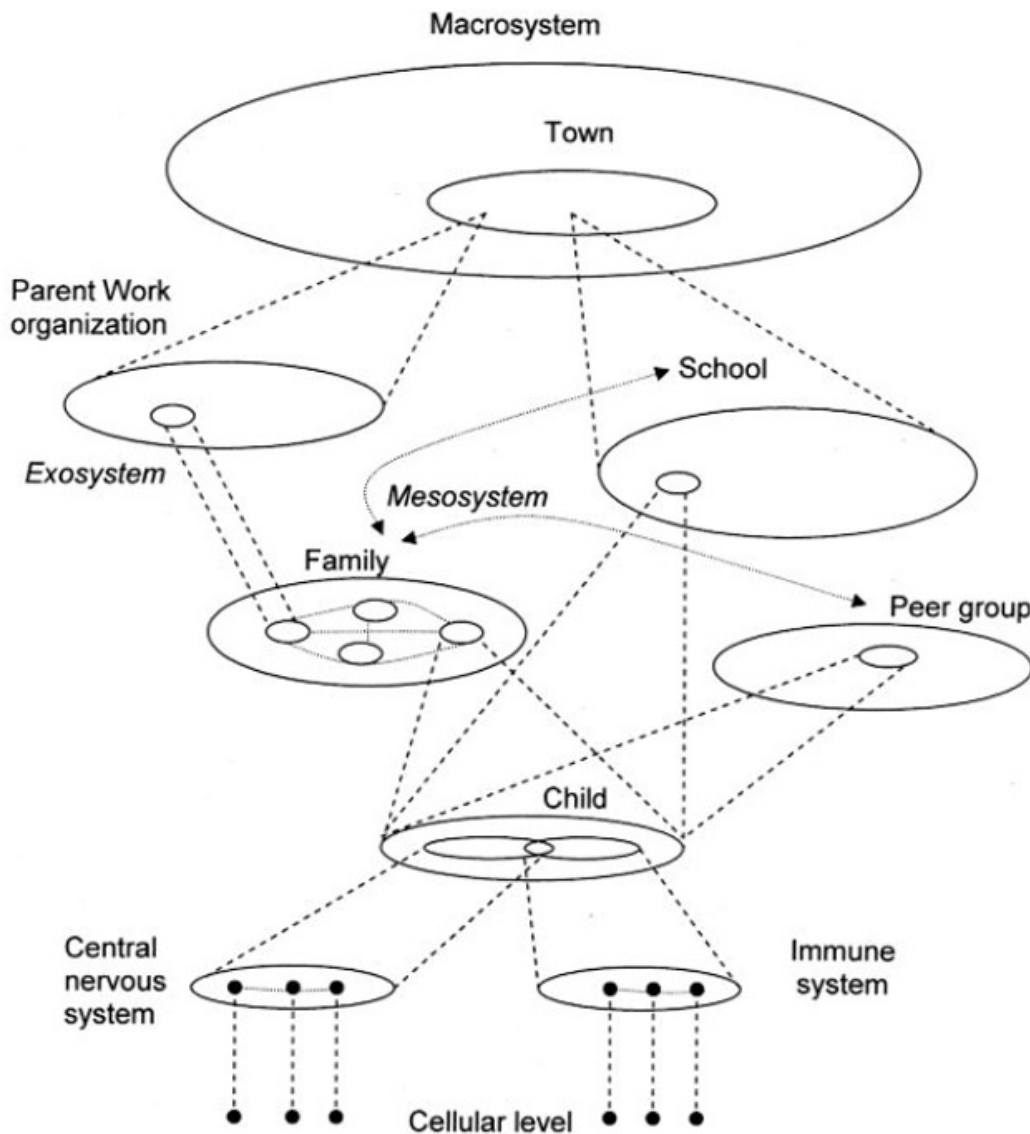 Macrosystem
Town
Parent Work
organization
School
Exosystem
Mesosystem
Family
Peer group
Child
Central
nervous
system
Immune
system
Cellular level